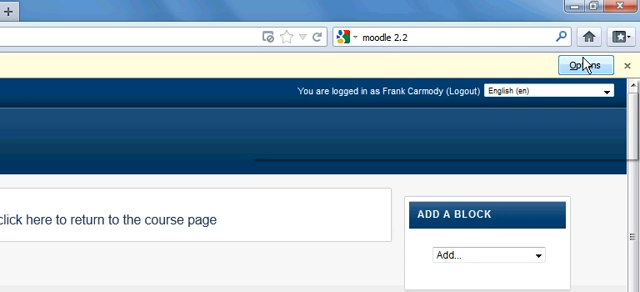 moodle 2.2
Options
You are logged in as Frank Carmody (Logout) English (en)
click here to return to the course page
ADD A BLOCK
Add...